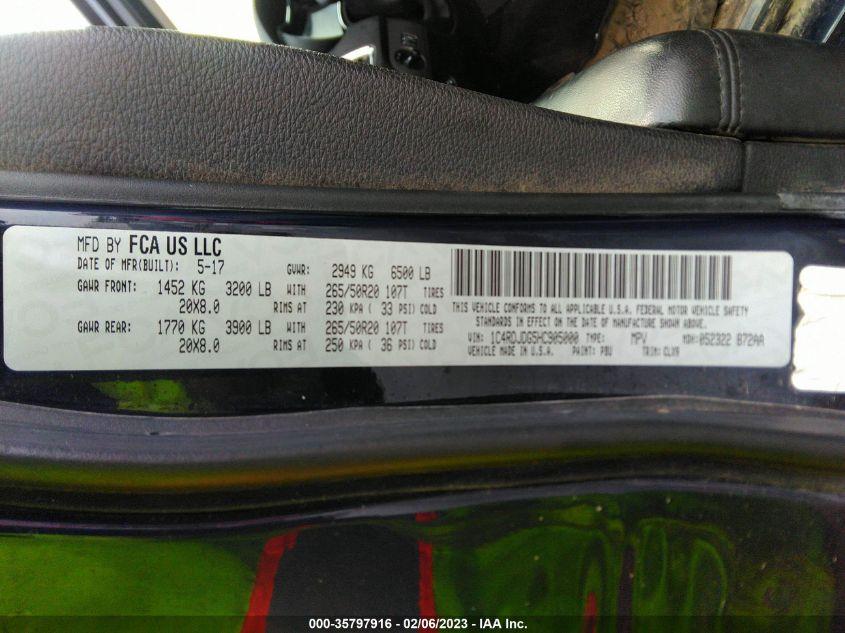 MFD BY FCA US LLC
DATE OF MFR(BUILT): 5-17 GVWR: 2949 KG 6500 LB
GAWR FRONT: 1452 KG 3200 LB WITH 265/50R20 107T TIRES
20X8.0 RIMS AT 230 KPA ( 33 PSI) COLD
GAWR REAR: 1770 KG 3900 LB WITH 265/50R20 107T TIRES
20X8.0 RIMS AT 250 KPA ( 36 PSI) COLD
THIS VEHICLE CONFORMS TO ALL APPLICABLE U.S.A. FEDERAL MOTOR VEHICLE SAFETY
STANDARDS IN EFFECT ON THE DATE OF MANUFACTURE SHOWN ABOVE.
VIN: 1C4RDJDG5HC905000 TYPE: MPV MDH: 052322 B72AA
VEHICLE MADE IN U.S.A. PAINT: PBU TRIM: CLX9
000-35797916 - 02/06/2023 - IAA Inc.